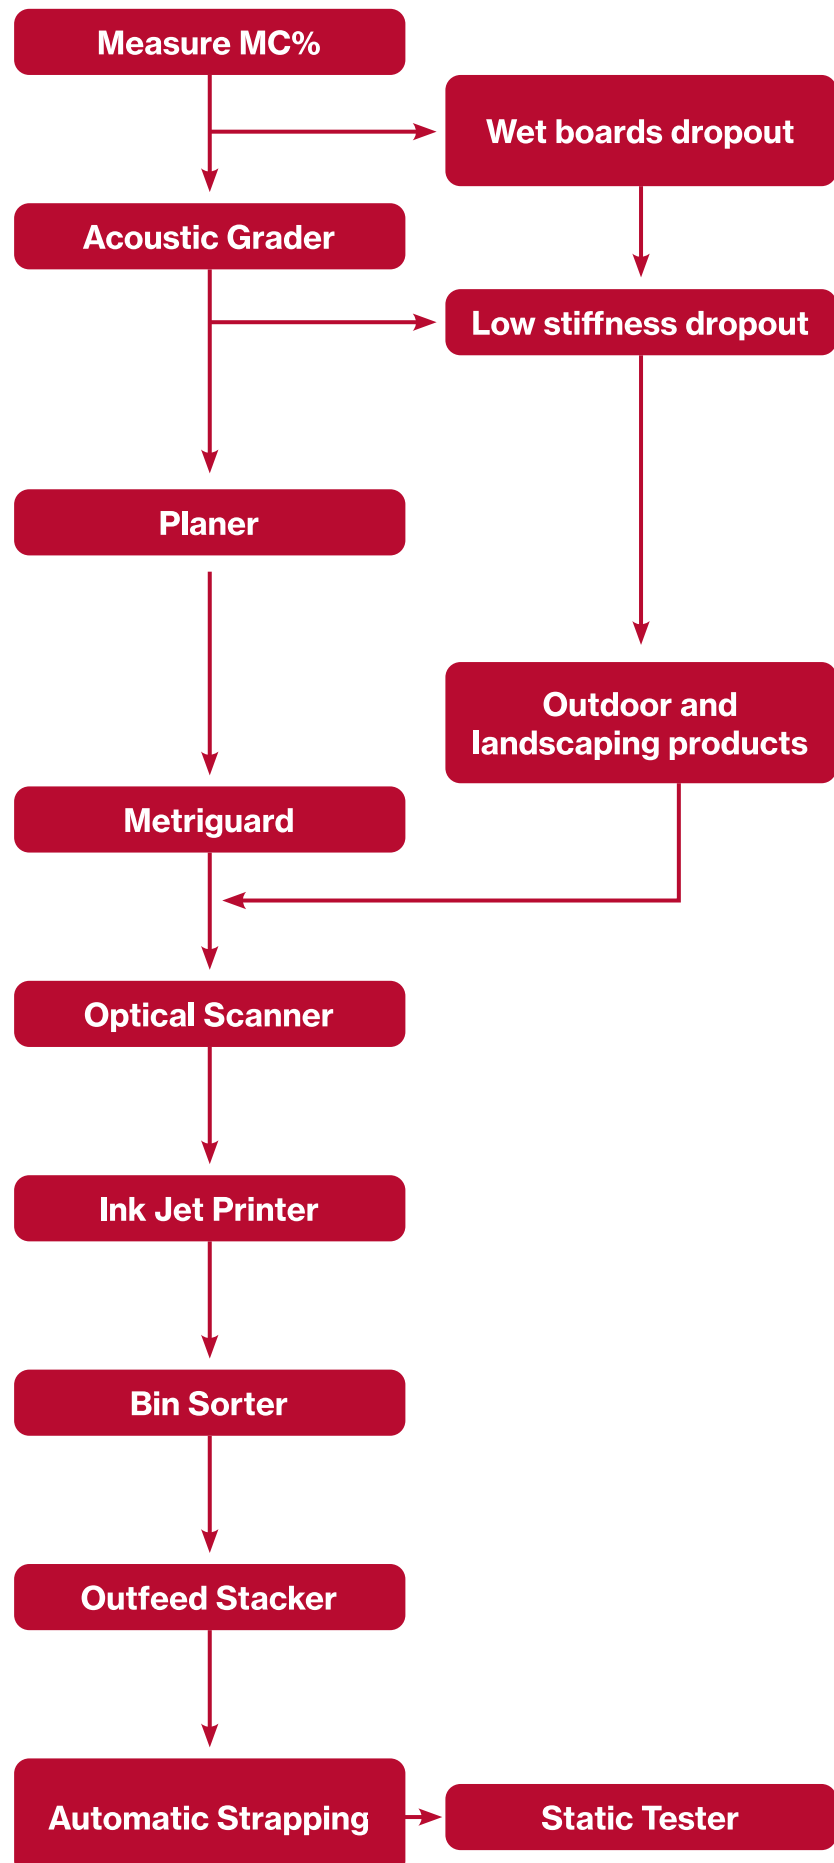 Measure MC%
Wet boards dropout
Acoustic Grader
Low stiffness dropout
Planer
Outdoor and
landscaping products
Metriguard
Optical Scanner
Ink Jet Printer
Bin Sorter
Outfeed Stacker
Automatic Strapping
Static Tester